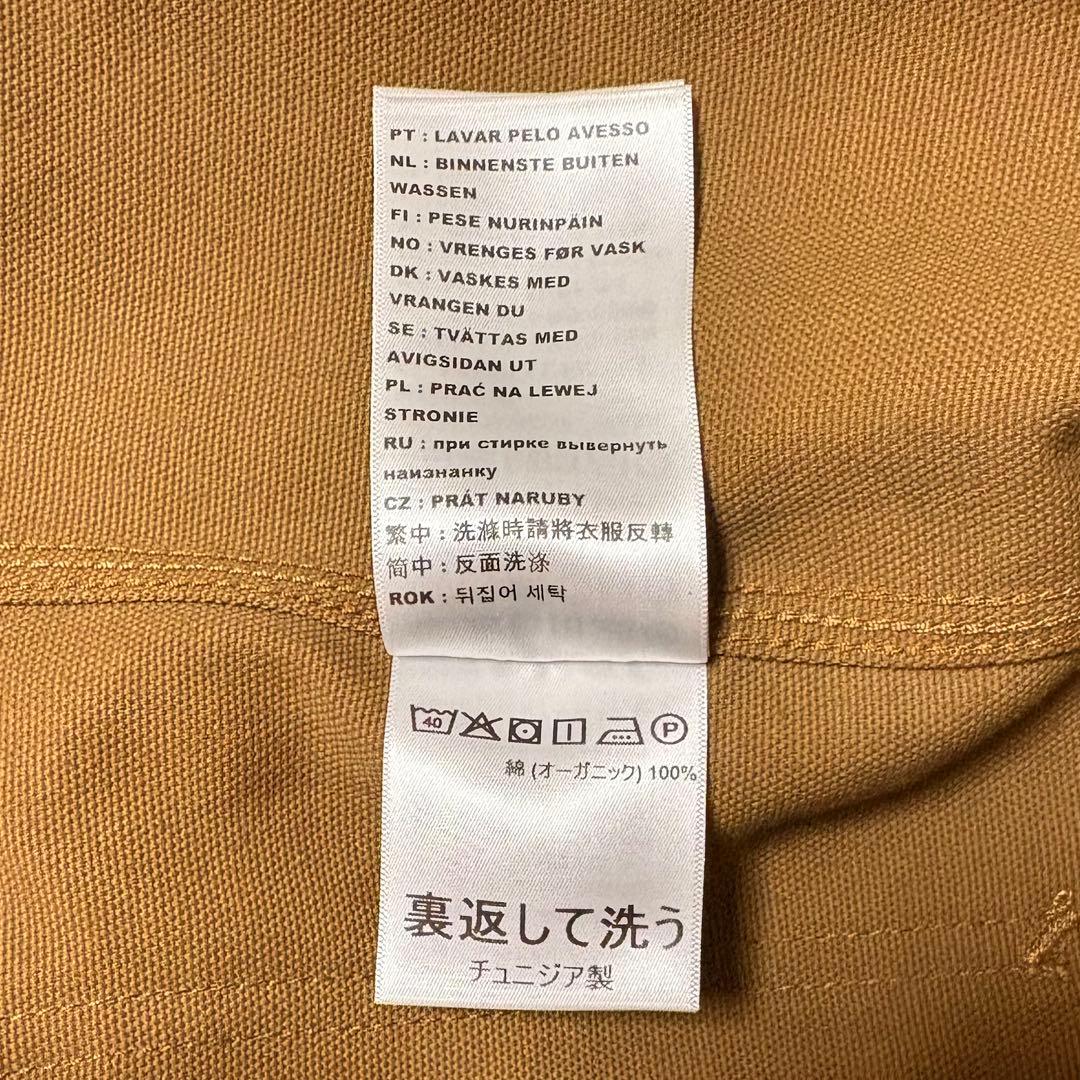 PT : LAVAR PELO AVESSO
NL : BINNENSTE BUITEN
WASSEN
FI : PESE NURINPÄIN
NO : VRENGES FØR VASK
DK : VASKES MED
VRANGEN DU
SE : TVÄTTAS MED
AVIGSIDAN UT
PL : PRAĆ NA LEWEJ
STRONIE
RU : при стирке вывернуть
наизнанку
CZ : PRÁT NARUBY
繁中 : 洗滌時請將衣服反轉
简中 : 反面洗涤
ROK : 뒤집어 세탁
40 P
綿 (オーガニック) 100%
裏返して洗う
チュニジア製